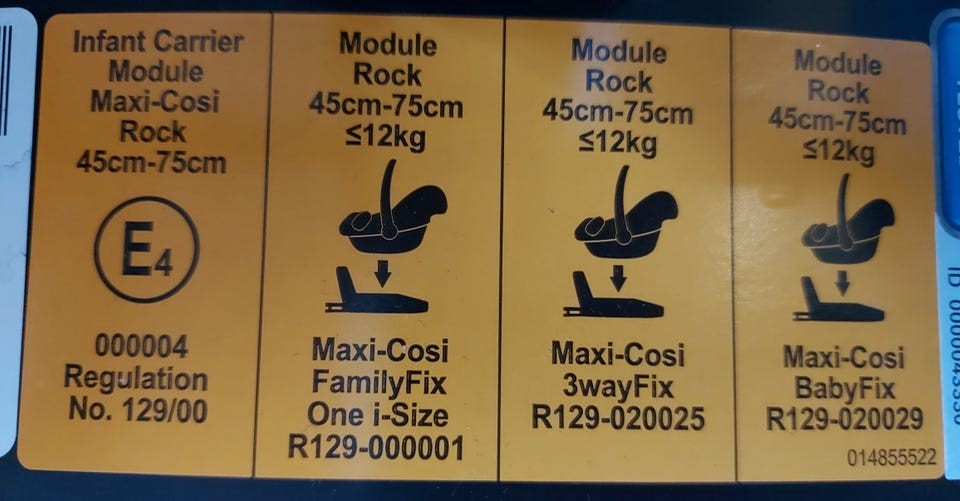 Infant Carrier
Module
Maxi-Cosi
Rock
45cm-75cm
E4
000004
Regulation
No. 129/00
Module
Rock
45cm-75cm
≤12kg
Maxi-Cosi
FamilyFix
One i-Size
R129-000001
Module
Rock
45cm-75cm
≤12kg
Maxi-Cosi
3wayFix
R129-020025
Module
Rock
45cm-75cm
≤12kg
Maxi-Cosi
BabyFix
R129-020029
014855522
ID